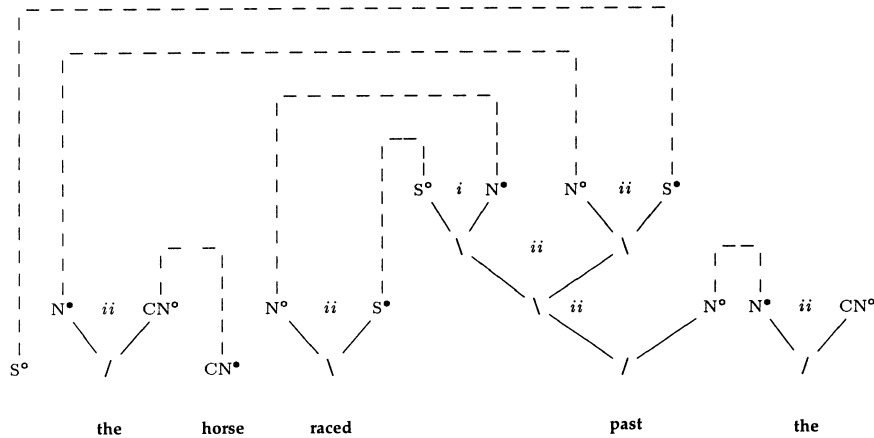 S° i N• N° ii S•
\ ii \
N• ii CN° N° ii S• \ ii N° N• ii CN°
S° / CN• \ / /
the horse raced past the